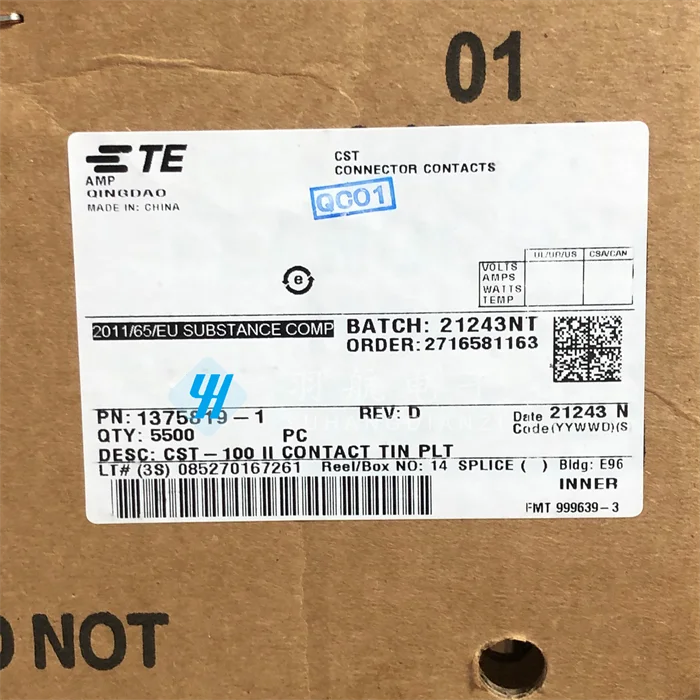 01
TE
AMP
QINGDAO
MADE IN: CHINA
CST
CONNECTOR CONTACTS
QC01
e
UL/UR/US CSA/CAN
VOLTS
AMPS
WATTS
TEMP
2011/65/EU SUBSTANCE COMP
BATCH: 21243NT
ORDER:2716581163
PN: 1375819-1
REV: D
Date 21243 N
Code(YYWWD)(S
QTY: 5500 PC
DESC: CST-100 II CONTACT TIN PLT
LT# (3S) 085270167261 Reel/Box NO: 14 SPLICE ( ) Bldg: E96
INNER
FMT 999639-3
NOT